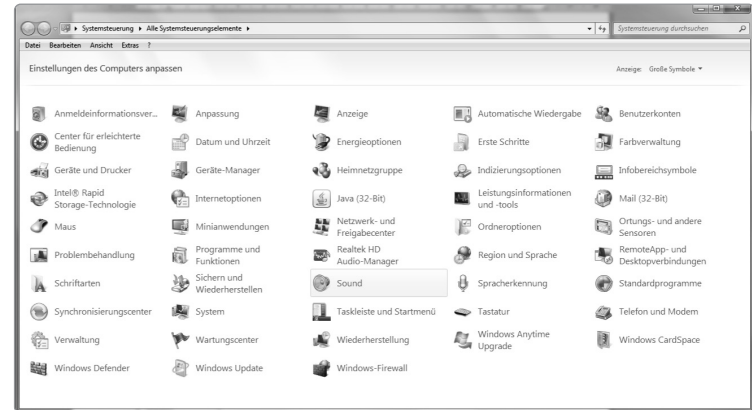 Systemsteuerung ▸ Alle Systemsteuerungselemente ▸
Systemsteuerung durchsuchen
Datei Bearbeiten Ansicht Extras ?
Einstellungen des Computers anpassen
Anzeige: Große Symbole
Anmeldeinformationsver...
Anpassung
Anzeige
Automatische Wiedergabe
Benutzerkonten
Center für erleichterte
Bedienung
Datum und Uhrzeit
Energieoptionen
Erste Schritte
Farbverwaltung
Geräte und Drucker
Geräte-Manager
Heimnetzgruppe
Indizierungsoptionen
Infobereichsymbole
Intel® Rapid
Storage-Technologie
Internetoptionen
Java (32-Bit)
Leistungsinformationen
und -tools
Mail (32-Bit)
Maus
Minianwendungen
Netzwerk- und
Freigabecenter
Ordneroptionen
Ortungs- und andere
Sensoren
Problembehandlung
Programme und
Funktionen
Realtek HD
Audio-Manager
Region und Sprache
RemoteApp- und
Desktopverbindungen
Schriftarten
Sichern und
Wiederherstellen
Sound
Spracherkennung
Standardprogramme
Synchronisierungscenter
System
Taskleiste und Startmenü
Tastatur
Telefon und Modem
Verwaltung
Wartungscenter
Wiederherstellung
Windows Anytime
Upgrade
Windows CardSpace
Windows Defender
Windows Update
Windows-Firewall